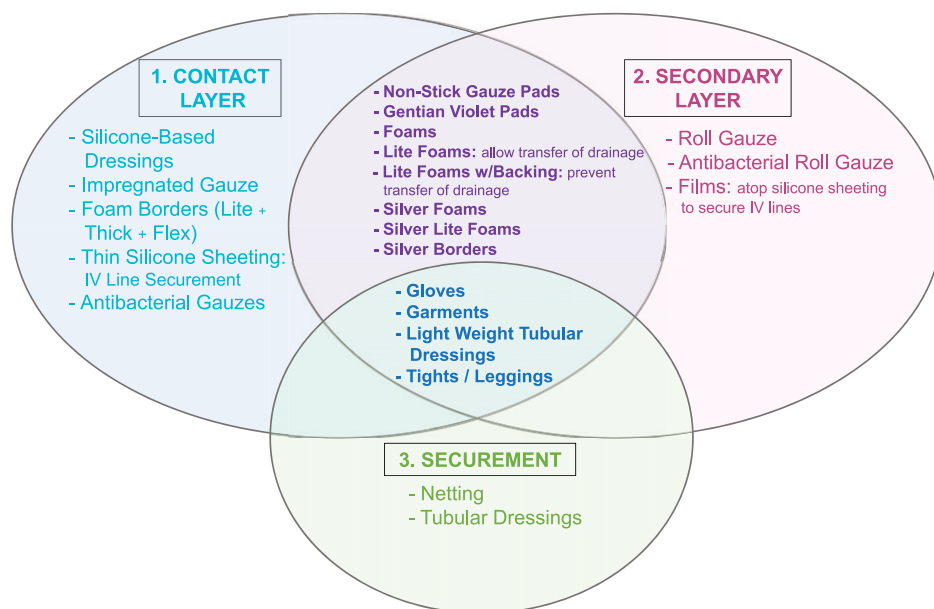 1. CONTACT
LAYER
- Silicone-Based
Dressings
- Impregnated Gauze
- Foam Borders (Lite +
Thick + Flex)
- Thin Silicone Sheeting:
IV Line Securement
- Antibacterial Gauzes
- Non-Stick Gauze Pads
- Gentian Violet Pads
- Foams
- Lite Foams: allow transfer of drainage
- Lite Foams w/Backing: prevent
transfer of drainage
- Silver Foams
- Silver Lite Foams
- Silver Borders
2. SECONDARY
LAYER
- Roll Gauze
- Antibacterial Roll Gauze
- Films: atop silicone sheeting
to secure IV lines
- Gloves
- Garments
- Light Weight Tubular
Dressings
- Tights / Leggings
3. SECUREMENT
- Netting
- Tubular Dressings